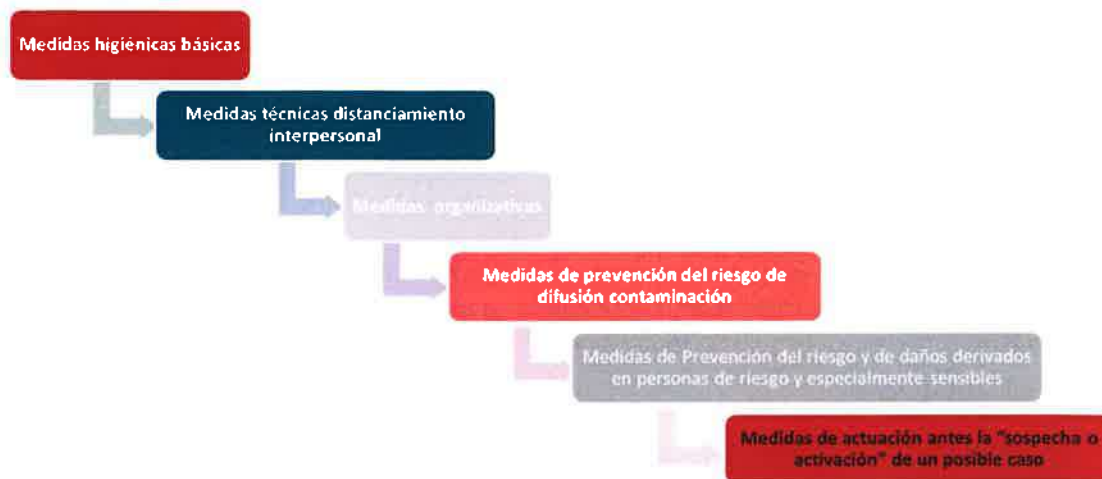 Medidas higiénicas básicas
Medidas técnicas distanciamiento
interpersonal
Medidas organizativas
Medidas de prevención del riesgo de
difusión contaminación
Medidas de Prevención del riesgo y de daños derivados
en personas de riesgo y especialmente sensibles
Medidas de actuación antes la "sospecha o
activación" de un posible caso